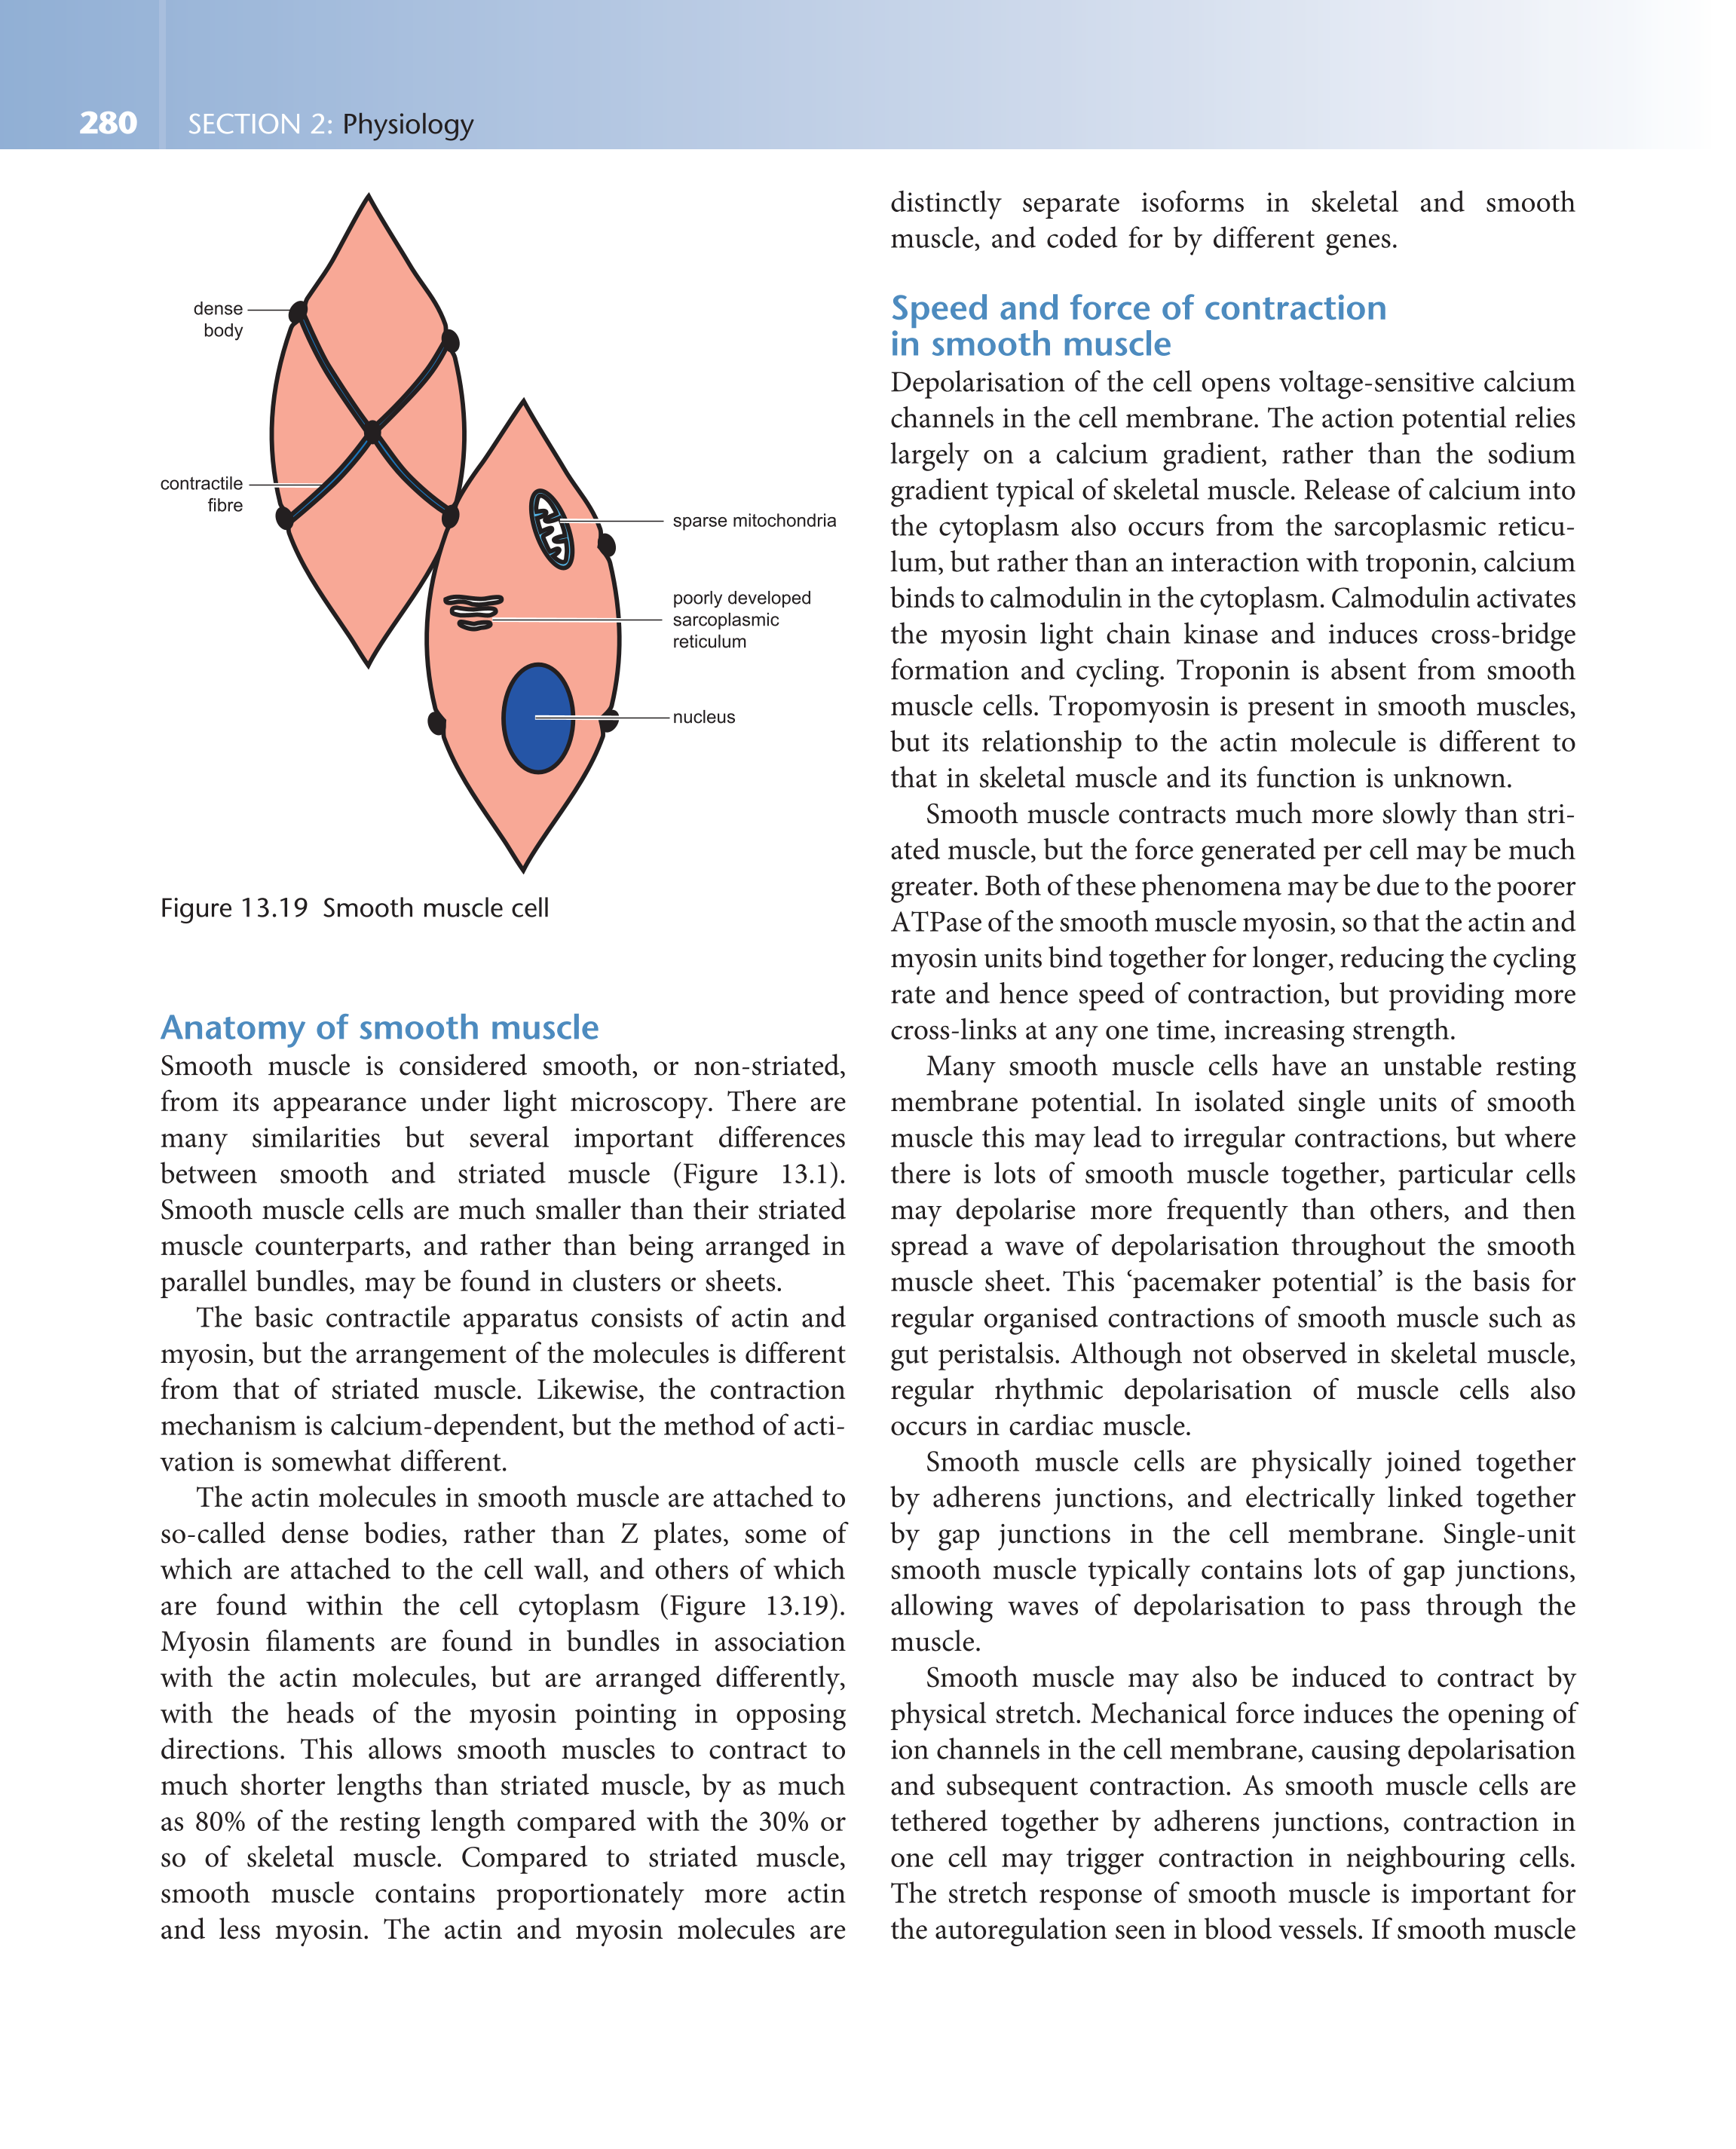 280 SECTION 2: Physiology
dense
body
contractile
fibre
sparse mitochondria
poorly developed
sarcoplasmic
reticulum
nucleus
Figure 13.19 Smooth muscle cell
Anatomy of smooth muscle
Smooth muscle is considered smooth, or non-striated,
from its appearance under light microscopy. There are
many similarities but several important differences
between smooth and striated muscle (Figure 13.1).
Smooth muscle cells are much smaller than their striated
muscle counterparts, and rather than being arranged in
parallel bundles, may be found in clusters or sheets.
The basic contractile apparatus consists of actin and
myosin, but the arrangement of the molecules is different
from that of striated muscle. Likewise, the contraction
mechanism is calcium-dependent, but the method of acti-
vation is somewhat different.
The actin molecules in smooth muscle are attached to
so-called dense bodies, rather than Z plates, some of
which are attached to the cell wall, and others of which
are found within the cell cytoplasm (Figure 13.19).
Myosin filaments are found in bundles in association
with the actin molecules, but are arranged differently,
with the heads of the myosin pointing in opposing
directions. This allows smooth muscles to contract to
much shorter lengths than striated muscle, by as much
as 80% of the resting length compared with the 30% or
so of skeletal muscle. Compared to striated muscle,
smooth muscle contains proportionately more actin
and less myosin. The actin and myosin molecules are
distinctly separate isoforms in skeletal and smooth
muscle, and coded for by different genes.
Speed and force of contraction
in smooth muscle
Depolarisation of the cell opens voltage-sensitive calcium
channels in the cell membrane. The action potential relies
largely on a calcium gradient, rather than the sodium
gradient typical of skeletal muscle. Release of calcium into
the cytoplasm also occurs from the sarcoplasmic reticu-
lum, but rather than an interaction with troponin, calcium
binds to calmodulin in the cytoplasm. Calmodulin activates
the myosin light chain kinase and induces cross-bridge
formation and cycling. Troponin is absent from smooth
muscle cells. Tropomyosin is present in smooth muscles,
but its relationship to the actin molecule is different to
that in skeletal muscle and its function is unknown.
Smooth muscle contracts much more slowly than stri-
ated muscle, but the force generated per cell may be much
greater. Both of these phenomena may be due to the poorer
ATPase of the smooth muscle myosin, so that the actin and
myosin units bind together for longer, reducing the cycling
rate and hence speed of contraction, but providing more
cross-links at any one time, increasing strength.
Many smooth muscle cells have an unstable resting
membrane potential. In isolated single units of smooth
muscle this may lead to irregular contractions, but where
there is lots of smooth muscle together, particular cells
may depolarise more frequently than others, and then
spread a wave of depolarisation throughout the smooth
muscle sheet. This ‘pacemaker potential’ is the basis for
regular organised contractions of smooth muscle such as
gut peristalsis. Although not observed in skeletal muscle,
regular rhythmic depolarisation of muscle cells also
occurs in cardiac muscle.
Smooth muscle cells are physically joined together
by adherens junctions, and electrically linked together
by gap junctions in the cell membrane. Single-unit
smooth muscle typically contains lots of gap junctions,
allowing waves of depolarisation to pass through the
muscle.
Smooth muscle may also be induced to contract by
physical stretch. Mechanical force induces the opening of
ion channels in the cell membrane, causing depolarisation
and subsequent contraction. As smooth muscle cells are
tethered together by adherens junctions, contraction in
one cell may trigger contraction in neighbouring cells.
The stretch response of smooth muscle is important for
the autoregulation seen in blood vessels. If smooth muscle